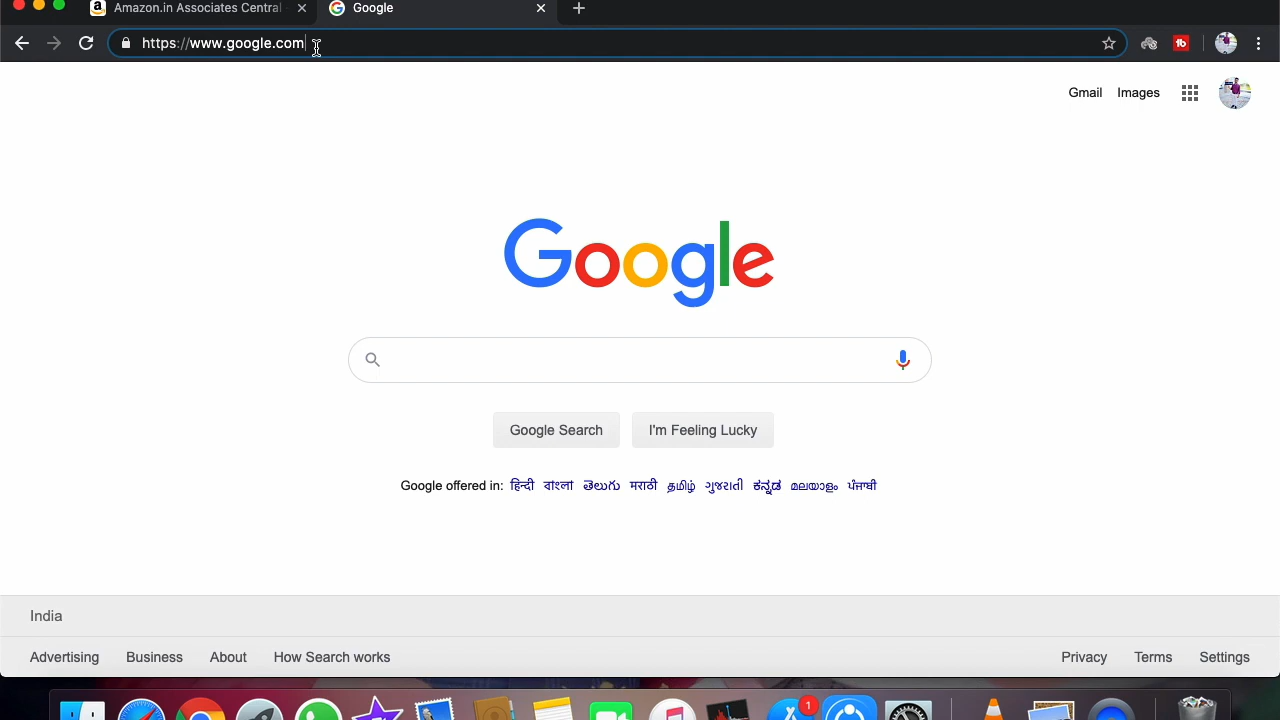 Amazon.in Associates Central
Google
https://www.google.com
Gmail Images
Google
Google Search I'm Feeling Lucky
Google offered in: हिन्दी বাংলা తెలుగు मराठी தமிழ் ગુજરાતી ಕನ್ನಡ മലയാളം ਪੰਜਾਬੀ
India
Advertising Business About How Search works Privacy Terms Settings
1